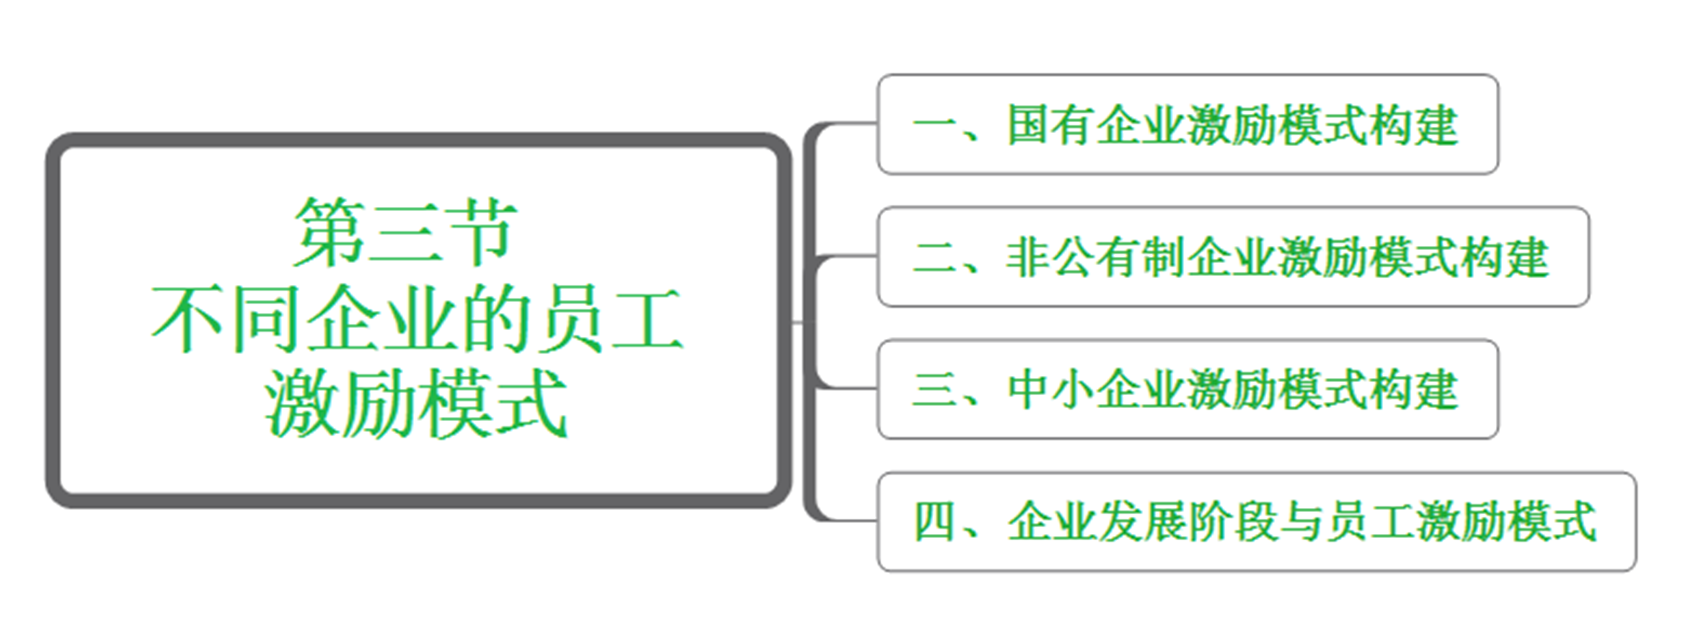 第三节
不同企业的员工
激励模式
一、国有企业激励模式构建
二、非公有制企业激励模式构建
三、中小企业激励模式构建
四、企业发展阶段与员工激励模式